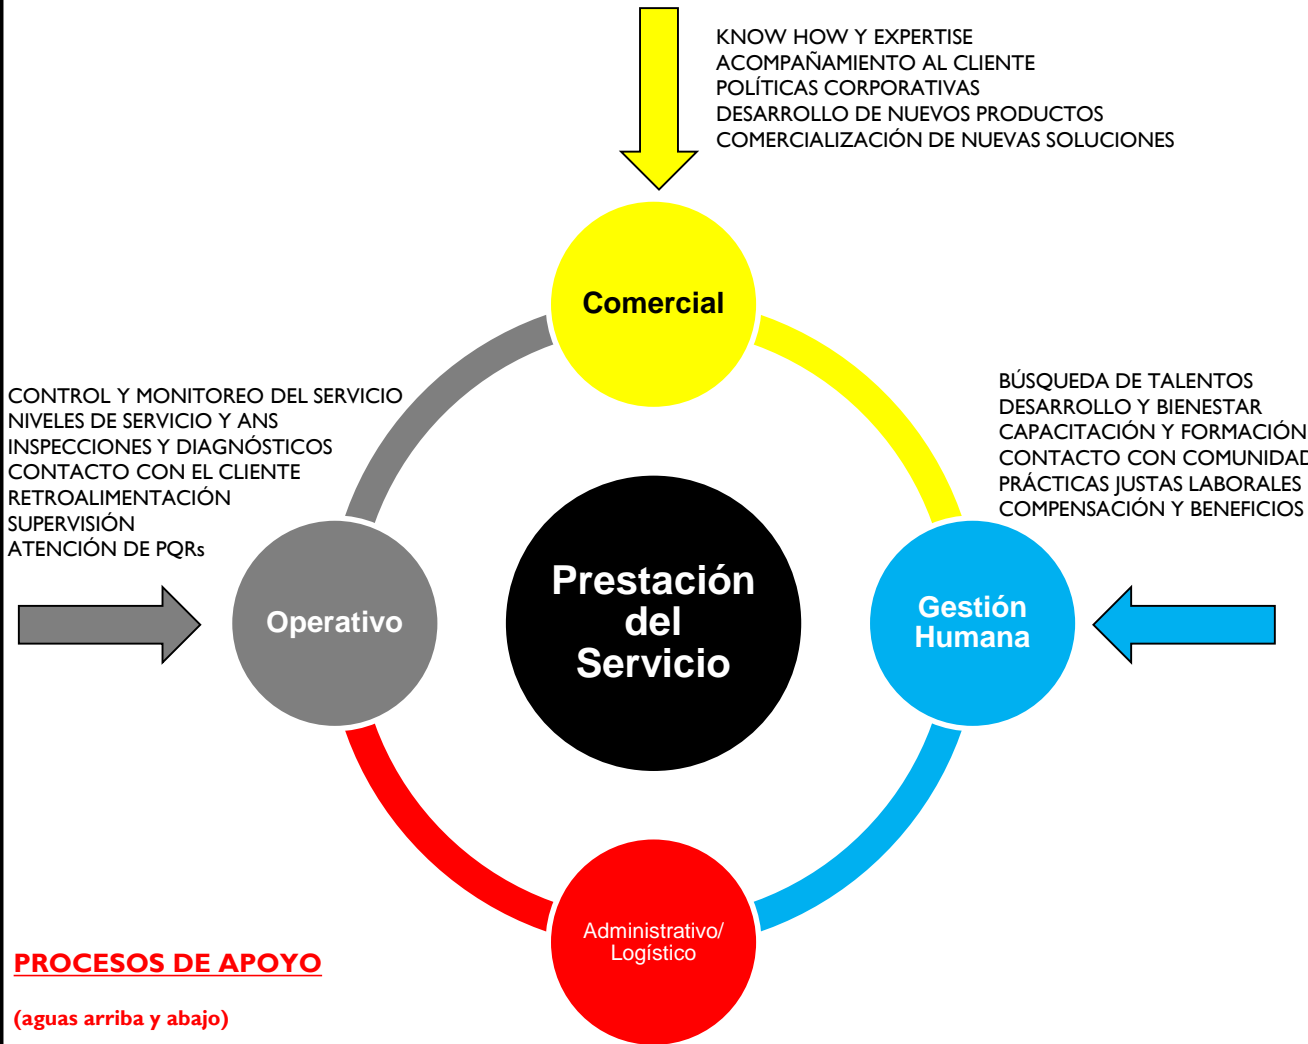 KNOW HOW Y EXPERTISE
ACOMPAÑAMIENTO AL CLIENTE
POLÍTICAS CORPORATIVAS
DESARROLLO DE NUEVOS PRODUCTOS
COMERCIALIZACIÓN DE NUEVAS SOLUCIONES
Comercial
CONTROL Y MONITOREO DEL SERVICIO
NIVELES DE SERVICIO Y ANS
INSPECCIONES Y DIAGNÓSTICOS
CONTACTO CON EL CLIENTE
RETROALIMENTACIÓN
SUPERVISIÓN
ATENCIÓN DE PQRs
BÚSQUEDA DE TALENTOS
DESARROLLO Y BIENESTAR
CAPACITACIÓN Y FORMACIÓN
CONTACTO CON COMUNIDAD
PRÁCTICAS JUSTAS LABORALES
COMPENSACIÓN Y BENEFICIOS
Operativo
Prestación
del
Servicio
Gestión
Humana
Administrativo/
Logístico
PROCESOS DE APOYO
(aguas arriba y abajo)